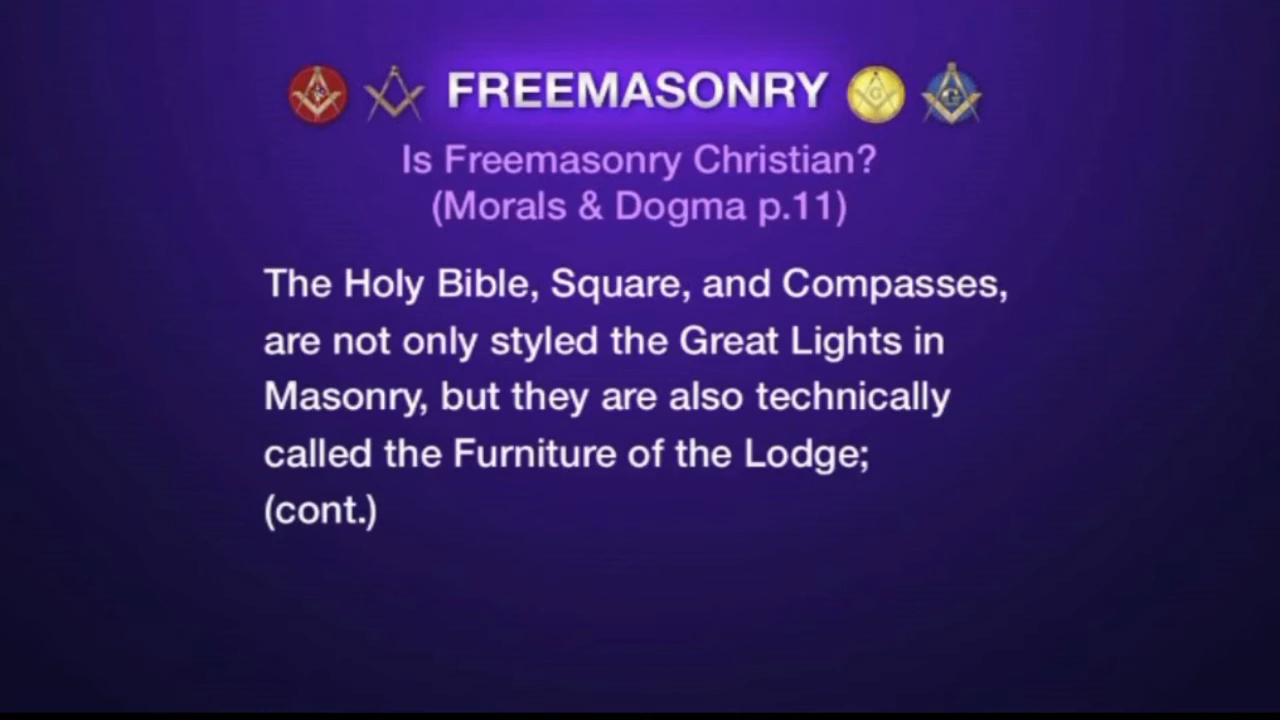 FREEMASONRY
Is Freemasonry Christian?
(Morals & Dogma p.11)
The Holy Bible, Square, and Compasses,
are not only styled the Great Lights in
Masonry, but they are also technically
called the Furniture of the Lodge;
(cont.)